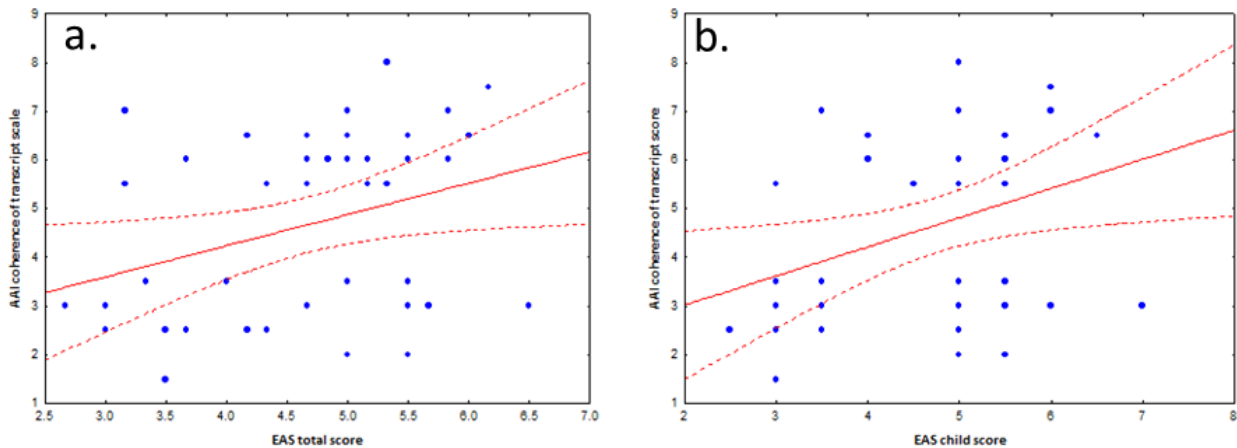 a.
AAI coherence of transcript scale
9
8
7
6
5
4
3
2
1
2.5 3.0 3.5 4.0 4.5 5.0 5.5 6.0 6.5 7.0
EAS total score
b.
AAI coherence of transcript score
9
8
7
6
5
4
3
2
1
2 3 4 5 6 7 8
EAS child score